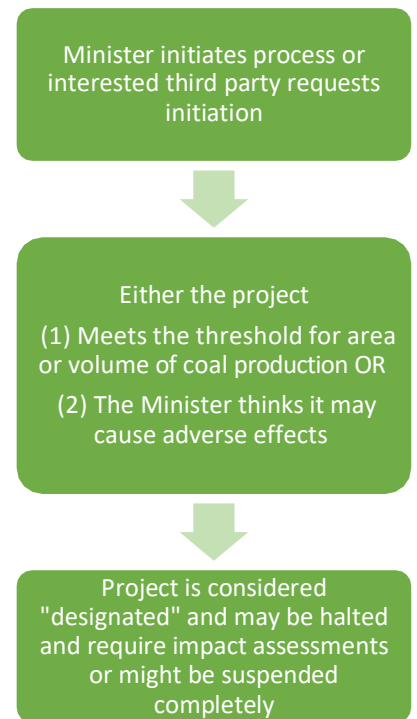 Minister initiates process or
interested third party requests
initiation
Either the project
(1) Meets the threshold for area
or volume of coal production OR
(2) The Minister thinks it may
cause adverse effects
Project is considered
"designated" and may be halted
and require impact assessments
or might be suspended
completely